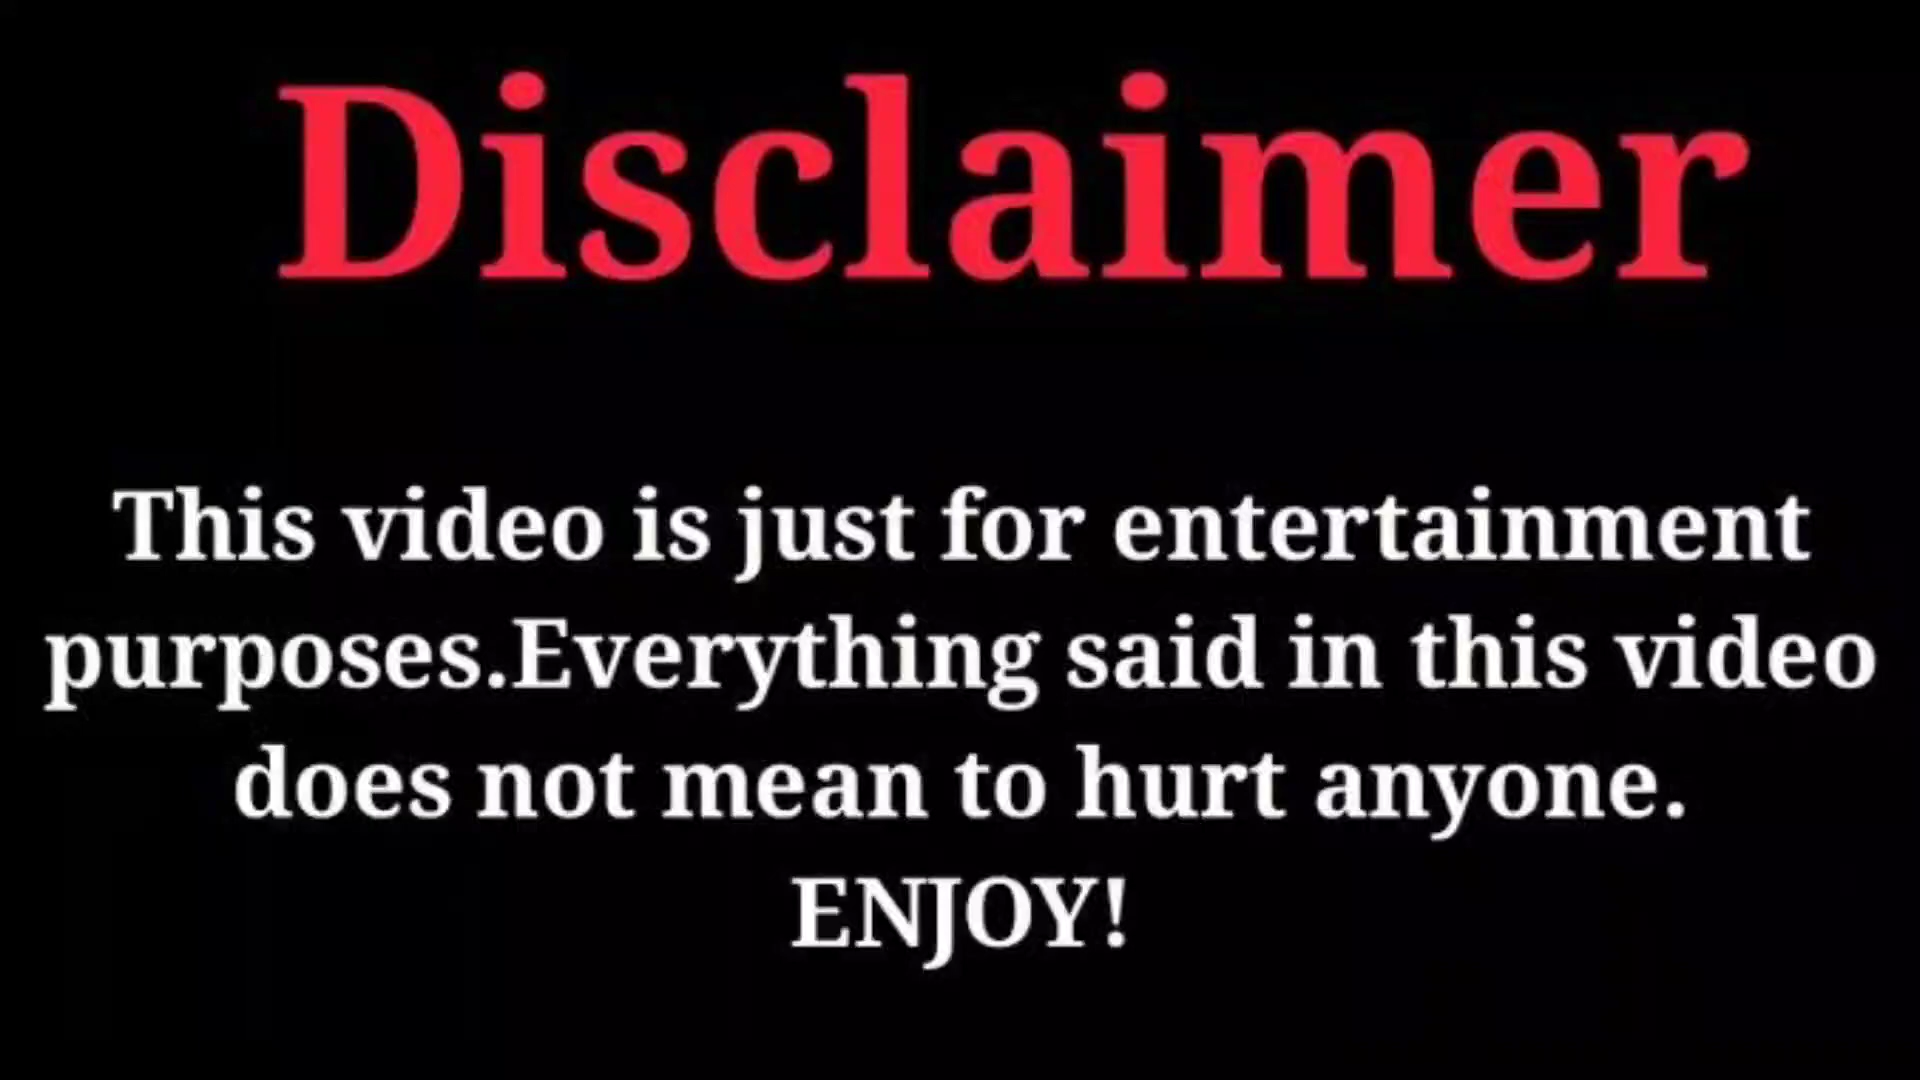 Disclaimer
This video is just for entertainment
purposes.Everything said in this video
does not mean to hurt anyone.
ENJOY!